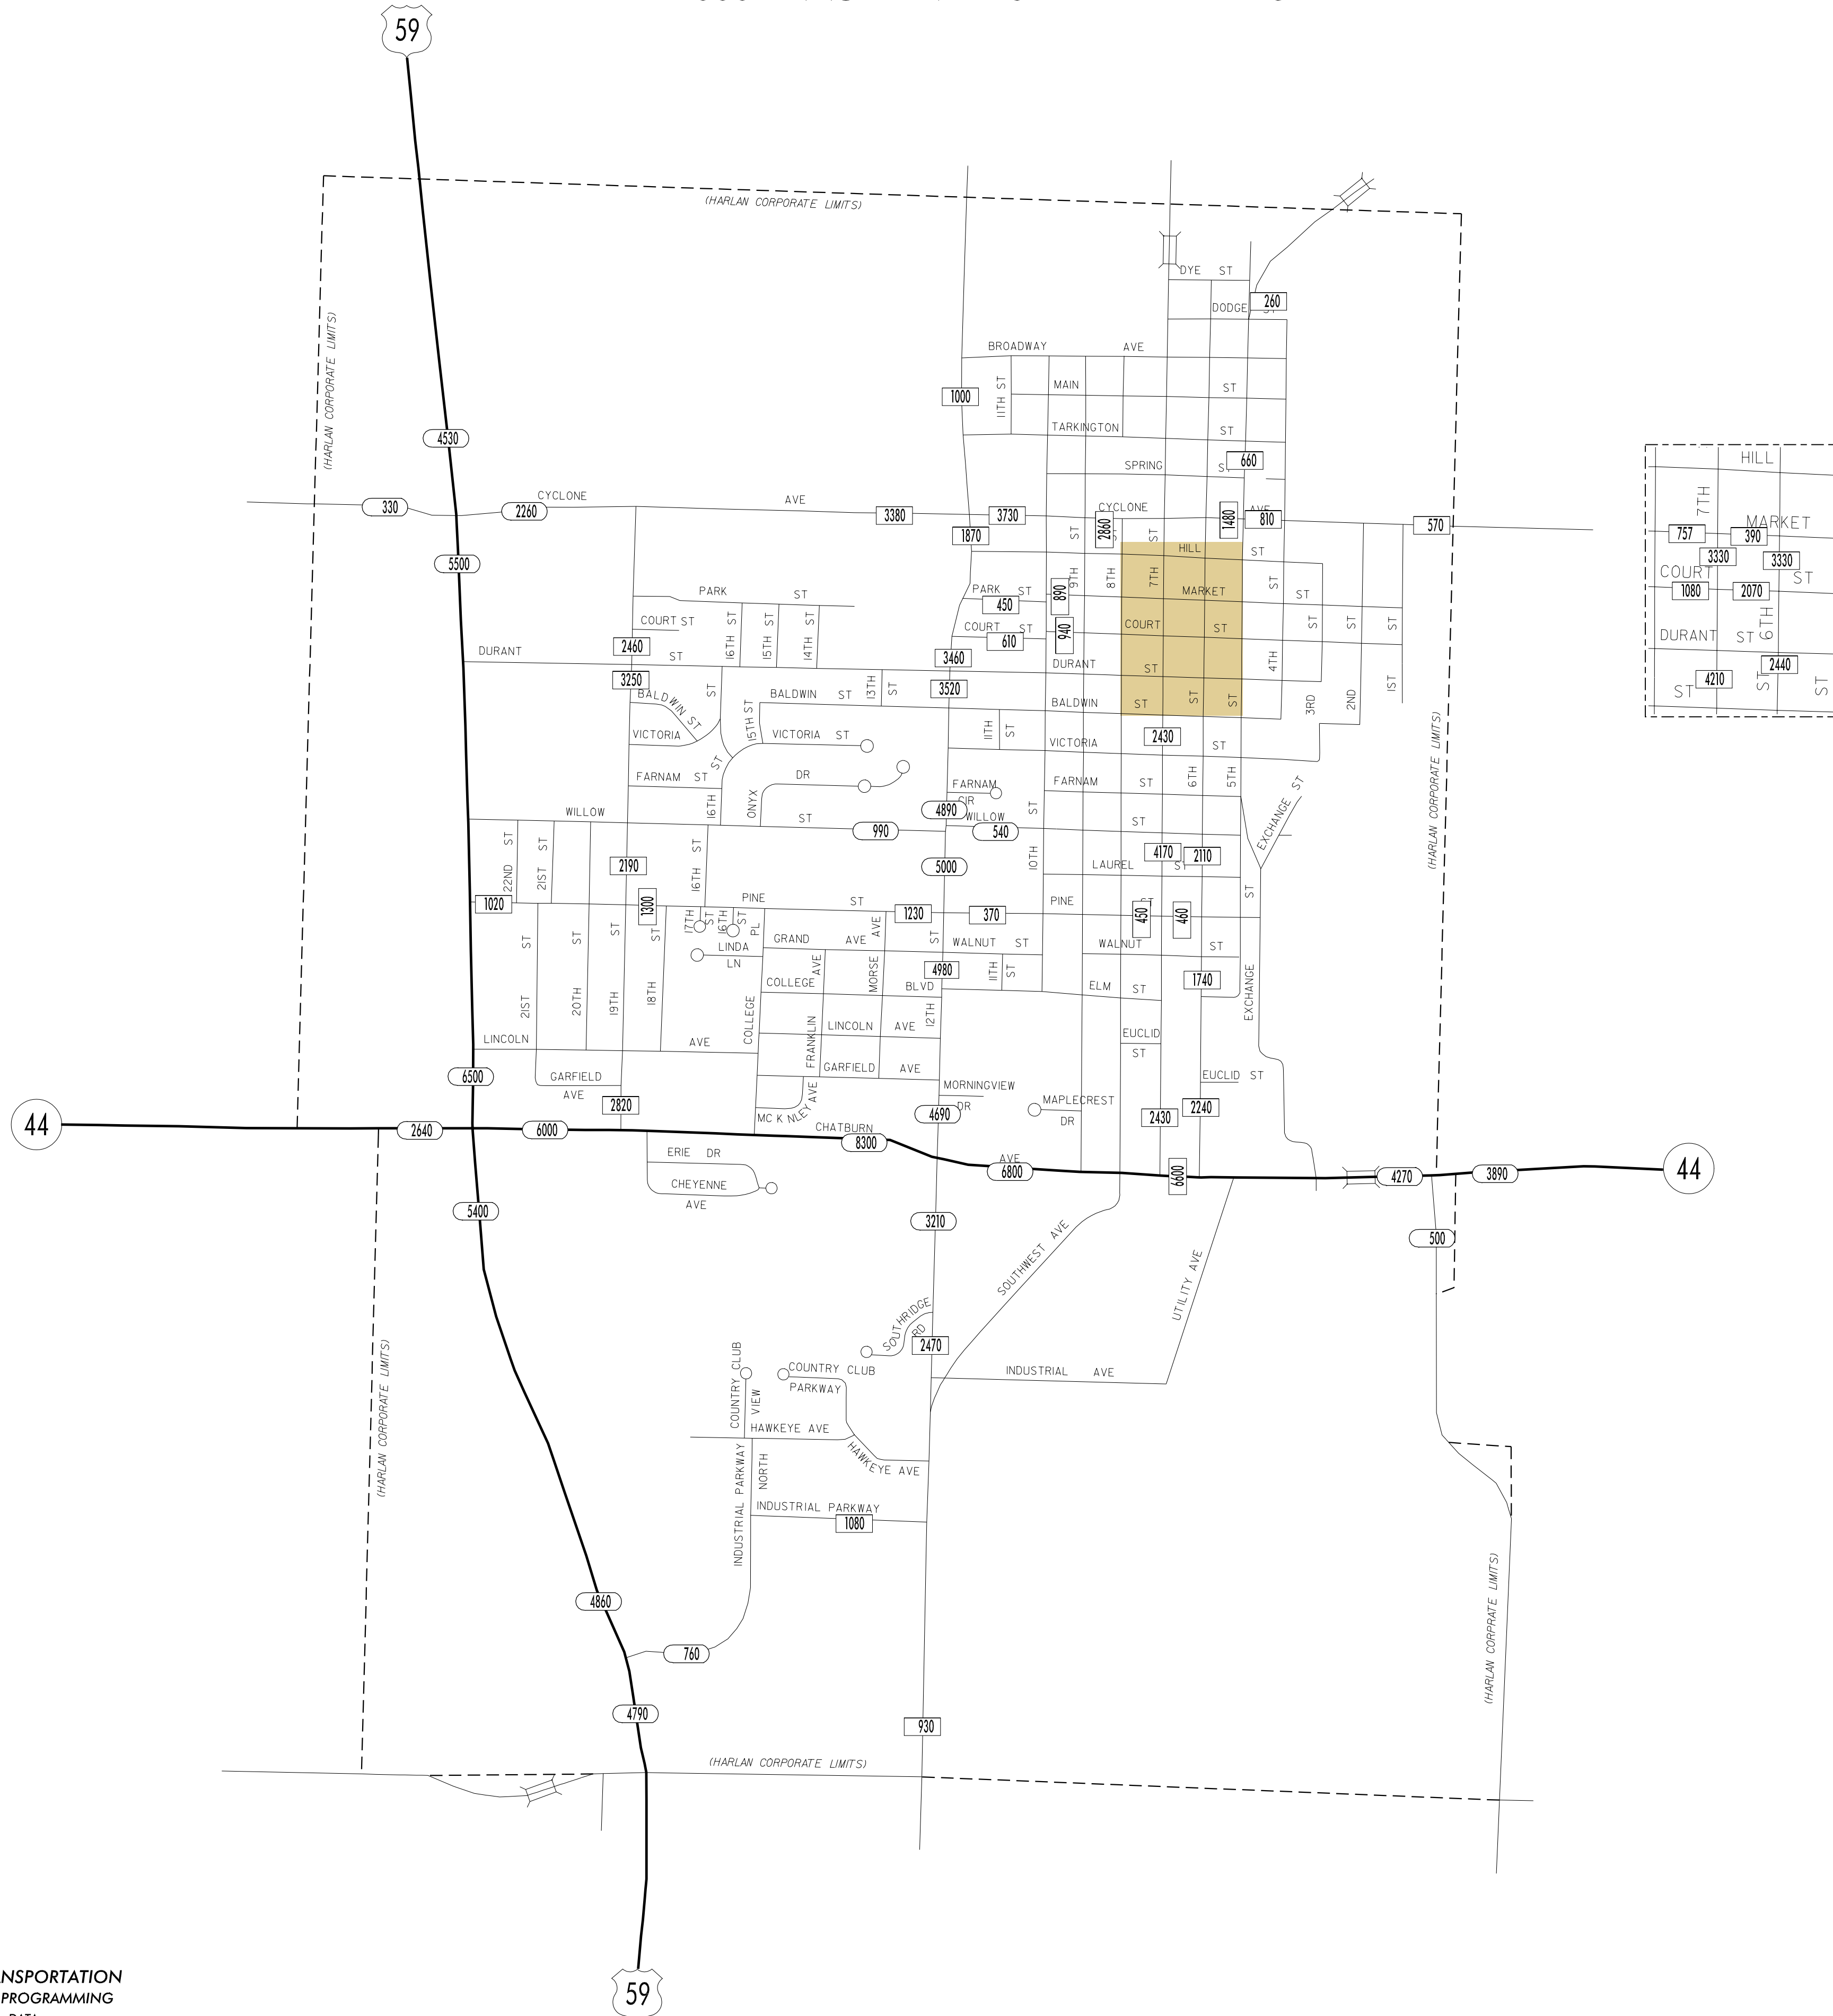 59
(HARLAN CORPORATE LIMITS)
DYE ST
260
DODGE
(HARLAN CORPORATE LIMITS)
BROADWAY AVE
1000
11TH ST
MAIN ST
4530
TARKINGTON ST
660
SPRING
CYCLONE AVE
330
2260
3380
3730
CYCLONE
2860
1480
810
570
1870
5500
HILL ST
9TH ST
8TH
7TH ST
4TH ST
PARK ST
PARK ST
450
890
MARKET ST
COURT ST
16TH ST
15TH ST
14TH ST
COURT ST
610
940
COURT ST
3RD ST
2ND ST
1ST ST
2460
DURANT ST
3460
DURANT ST
3250
3520
13TH ST
BALDWIN ST
BALDWIN ST
BALDWIN ST
VICTORIA
16TH ST
15TH ST
VICTORIA ST
11TH ST
VICTORIA ST
2430
6TH ST
5TH ST
FARNAM ST
ONYX DR
FARNAM CIR
FARNAM ST
4890
WILLOW ST
990
WILLOW ST
540
EXCHANGE ST
(HARLAN CORPORATE LIMITS)
22ND ST
21ST ST
2190
16TH ST
5000
10TH ST
LAUREL ST
4170
2110
1020
1300
PINE ST
1230
370
PINE
450
460
17TH ST
16TH ST
LINDA LN
COLLEGE PL
GRAND AVE
MORSE AVE
WALNUT ST
WALNUT ST
21ST ST
20TH ST
19TH ST
18TH ST
COLLEGE BLVD
FRANKLIN AVE
12TH ST
4980
11TH ST
ELM ST
1740
EXCHANGE ST
LINCOLN AVE
LINCOLN AVE
EUCLID ST
GARFIELD AVE
GARFIELD AVE
EUCLID ST
6500
MORNINGVIEW DR
MAPLECREST DR
2820
MC K NLEY AVE
4690
2430
2240
44
2640
6000
CHATBURN AVE
8300
6800
6600
4270
3890
44
ERIE DR
CHEYENNE AVE
5400
3210
500
SOUTHWEST AVE
UTILITY AVE
SOUTHRIDGE RD
2470
COUNTRY CLUB VIEW
COUNTRY CLUB PARKWAY
INDUSTRIAL AVE
(HARLAN CORPORATE LIMITS)
HAWKEYE AVE
HAWKEYE AVE
INDUSTRIAL PARKWAY NORTH
INDUSTRIAL PARKWAY
1080
(HARLAN CORPRATE LIMITS)
4860
760
4790
930
(HARLAN CORPORATE LIMITS)
59
HILL
7TH
MARKET
757
390
3330
3330
COURT ST
1080
2070
6TH ST
DURANT ST
2440
4210
ST
ST
NSPORTATION
PROGRAMMING